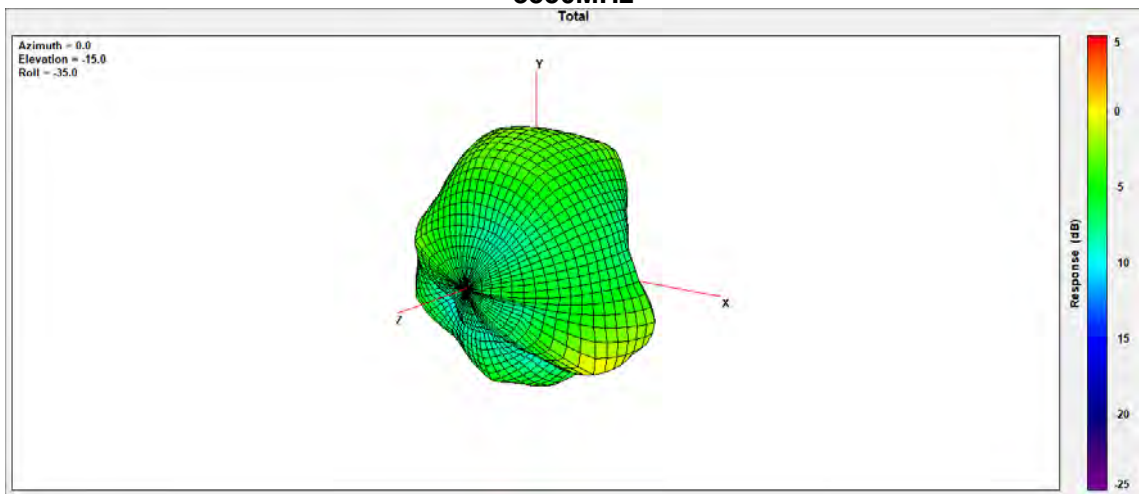 Total
Azimuth = 0.0
Elevation = -15.0
Roll = -35.0
Y
X
Z
5
0
5
10
15
-20
-25
Response (dB)